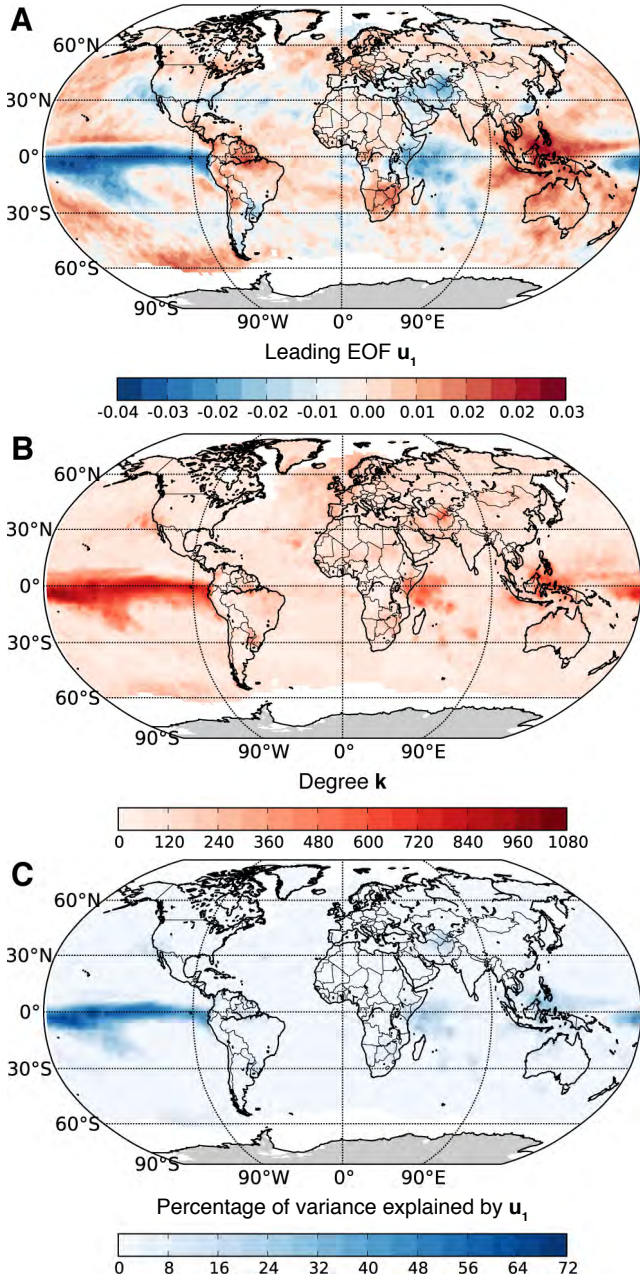 A
60°N
30°N
0°
30°S
60°S
90°S
90°W 0° 90°E
Leading EOF u₁
-0.04 -0.03 -0.02 -0.02 -0.01 -0.01 0.00 0.01 0.01 0.02 0.02 0.03
B
60°N
30°N
0°
30°S
60°S
90°S
90°W 0° 90°E
Degree k
0 120 240 360 480 600 720 840 960 1080
C
60°N
30°N
0°
30°S
60°S
90°S
90°W 0° 90°E
Percentage of variance explained by u₁
0 8 16 24 32 40 48 56 64 72